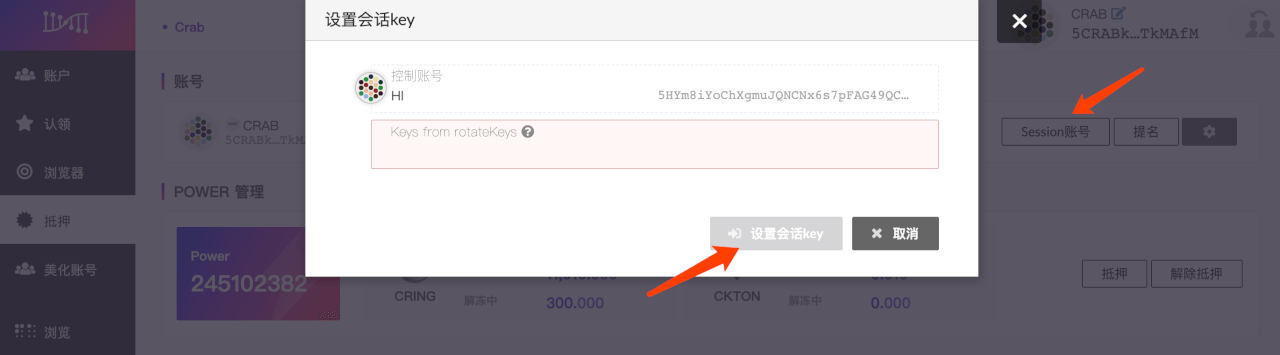 设置会话key
Crab
CRAB
5CRABk…TkMAfM
账户
认领
浏览器
抵押
美化账号
浏览
账号
CRAB
5CRABk…TkMA
Session账号
提名
控制账号
HI
5HYm8iYoChXgmuJQNCNx6s7pFAG49QC…
Keys from rotateKeys
设置会话key
取消
POWER 管理
Power
245102382
CRING
解冻中
300.000
CKTON
解冻中
0.000
抵押
解除抵押